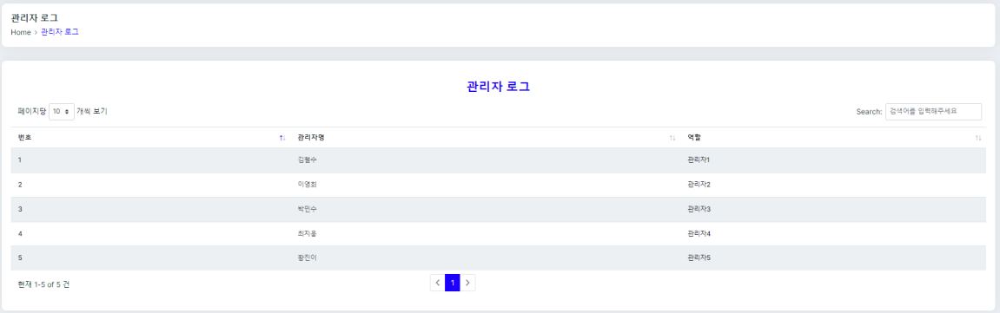 관리자 로그
Home > 관리자 로그
관리자 로그
페이지당 10 개씩 보기 Search: 검색어를 입력해주세요
번호 관리자명 역할
1 김철수 관리자1
2 이영희 관리자2
3 박민수 관리자3
4 최지웅 관리자4
5 황진이 관리자5
현재 1-5 of 5 건 < 1 >